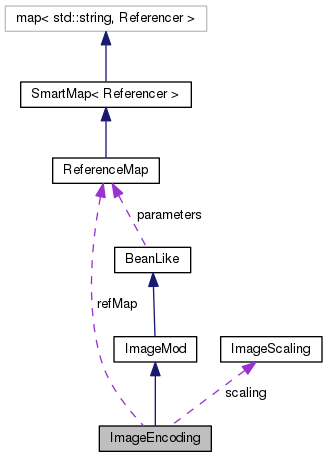 map< std::string, Referencer >
SmartMap< Referencer >
ReferenceMap
parameters
BeanLike
refMap
ImageMod
ImageScaling
scaling
ImageEncoding